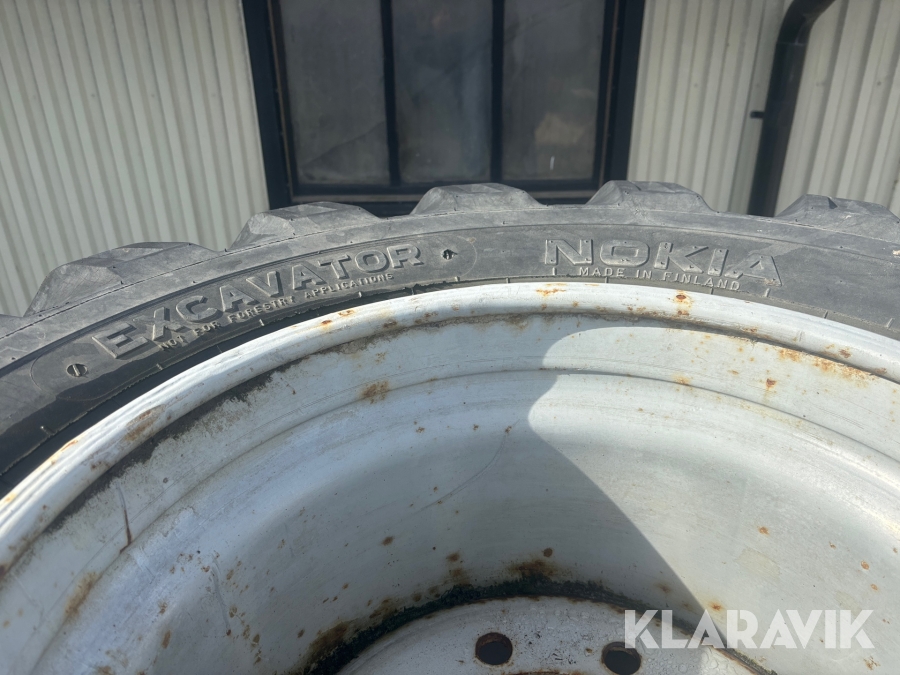 EXCAVATOR
NOT FOR FORESTRY APPLICATIONS
NOKIA
MADE IN FINLAND
KLARAVIK